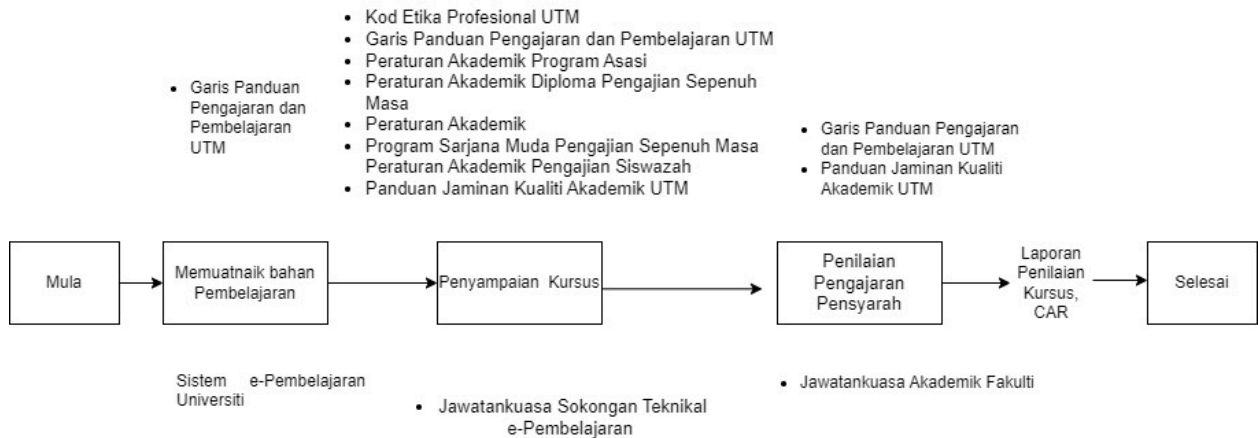 • Kod Etika Profesional UTM
• Garis Panduan Pengajaran dan Pembelajaran UTM
• Peraturan Akademik Program Asasi
• Peraturan Akademik Diploma Pengajian Sepenuh
Masa
• Peraturan Akademik
• Program Sarjana Muda Pengajian Sepenuh Masa
Peraturan Akademik Pengajian Siswazah
• Panduan Jaminan Kualiti Akademik UTM
• Garis Panduan
Pengajaran dan
Pembelajaran
UTM
• Garis Panduan Pengajaran
dan Pembelajaran UTM
• Panduan Jaminan Kualiti
Akademik UTM
Mula
Memuatnaik bahan
Pembelajaran
Penyampaian Kursus
Penilaian
Pengajaran
Pensyarah
Laporan
Penilaian
Kursus,
CAR
Selesai
Sistem e-Pembelajaran
Universiti
• Jawatankuasa Sokongan Teknikal
e-Pembelajaran
• Jawatankuasa Akademik Fakulti